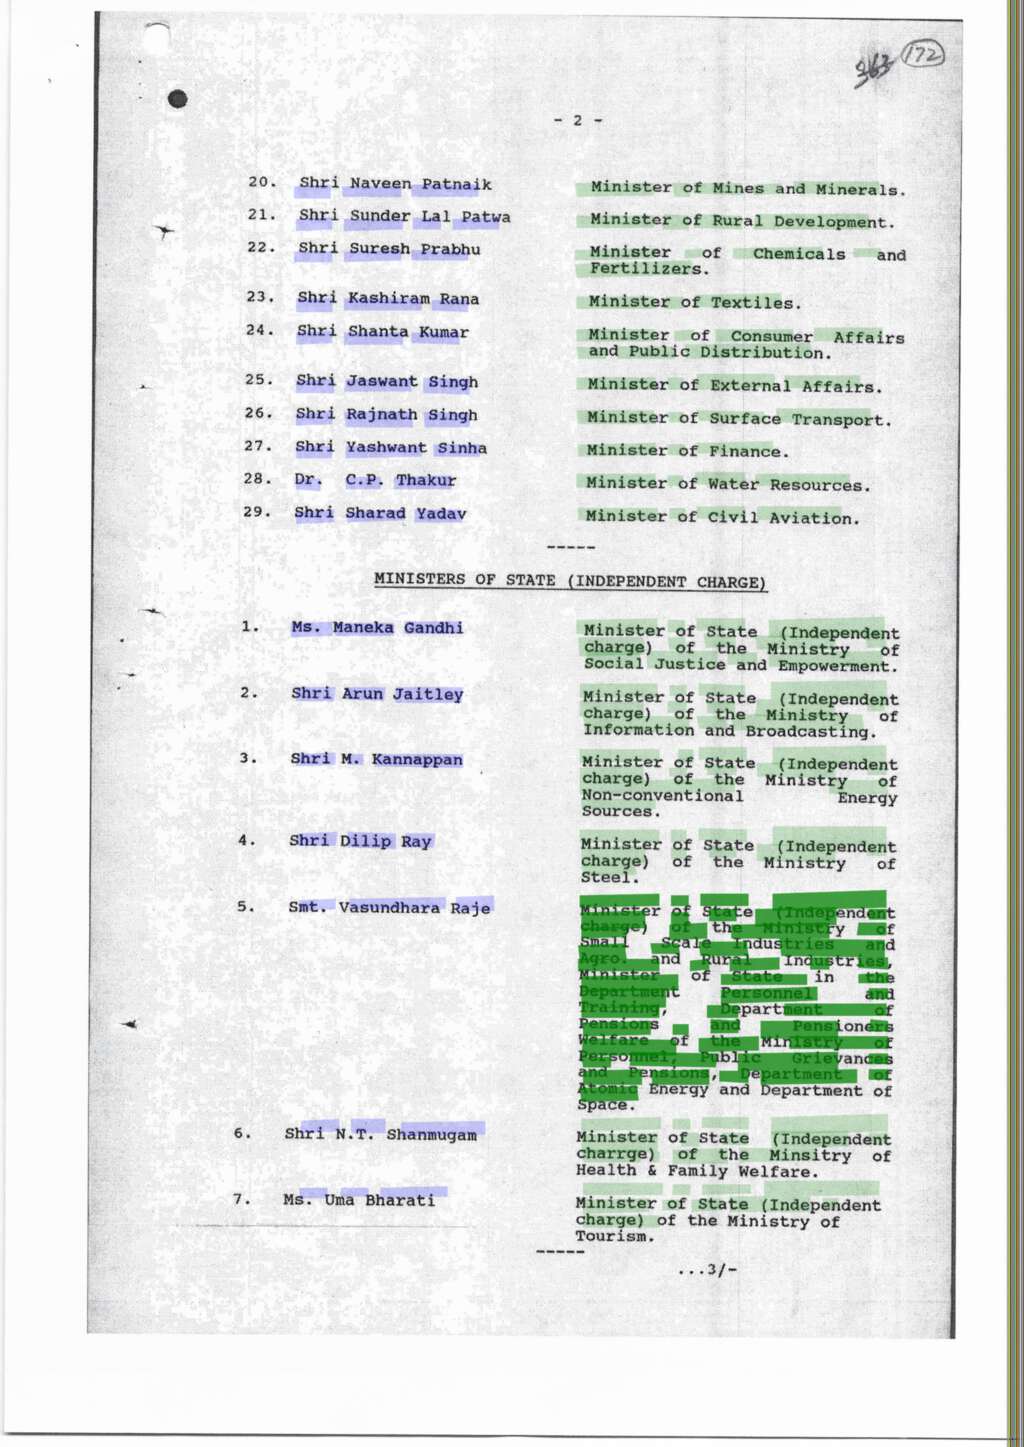 363 172
- 2 -
20. Shri Naveen Patnaik Minister of Mines and Minerals.
21. Shri Sunder Lal Patwa Minister of Rural Development.
22. Shri Suresh Prabhu Minister of Chemicals and
Fertilizers.
23. Shri Kashiram Rana Minister of Textiles.
24. Shri Shanta Kumar Minister of Consumer Affairs
and Public Distribution.
25. Shri Jaswant Singh Minister of External Affairs.
26. Shri Rajnath Singh Minister of Surface Transport.
27. Shri Yashwant Sinha Minister of Finance.
28. Dr. C.P. Thakur Minister of Water Resources.
29. Shri Sharad Yadav Minister of Civil Aviation.
-----
MINISTERS OF STATE (INDEPENDENT CHARGE)
1. Ms. Maneka Gandhi Minister of State (Independent
charge) of the Ministry of
Social Justice and Empowerment.
2. Shri Arun Jaitley Minister of State (Independent
charge) of the Ministry of
Information and Broadcasting.
3. Shri M. Kannappan Minister of State (Independent
charge) of the Ministry of
Non-conventional Energy
Sources.
4. Shri Dilip Ray Minister of State (Independent
charge) of the Ministry of
Steel.
5. Smt. Vasundhara Raje Minister of State (Independent
charge) of the Ministry of
Small Scale Industries and
Agro. and Rural Industries,
Minister of State in the
Department Personnel and
Training, Department of
Pensions and Pensioners
Welfare of the Ministry of
Personnel, Public Grievances
and Pensions, Department of
Atomic Energy and Department of
Space.
6. Shri N.T. Shanmugam Minister of State (Independent
charrge) of the Minsitry of
Health & Family Welfare.
7. Ms. Uma Bharati Minister of State (Independent
charge) of the Ministry of
Tourism.
-----
...3/-